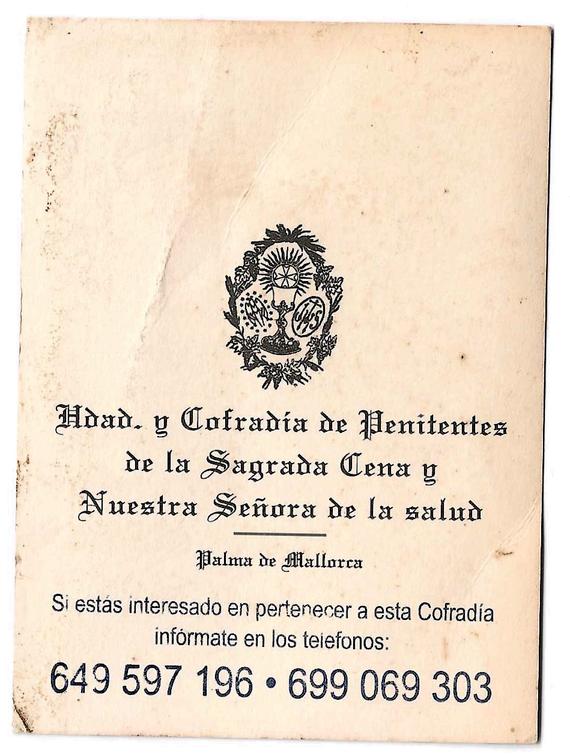 Hdad. y Cofradía de Penitentes
de la Sagrada Cena y
Nuestra Señora de la salud
Palma de Mallorca
Si estás interesado en pertenecer a esta Cofradía
infórmate en los telefonos:
649 597 196 • 699 069 303